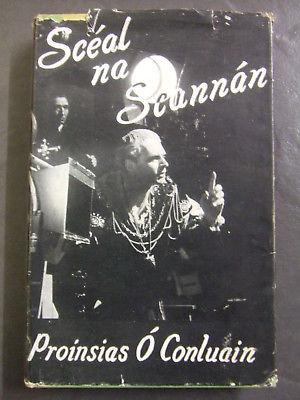 Scéal
na
Scannán
Proinsias Ó Conluain